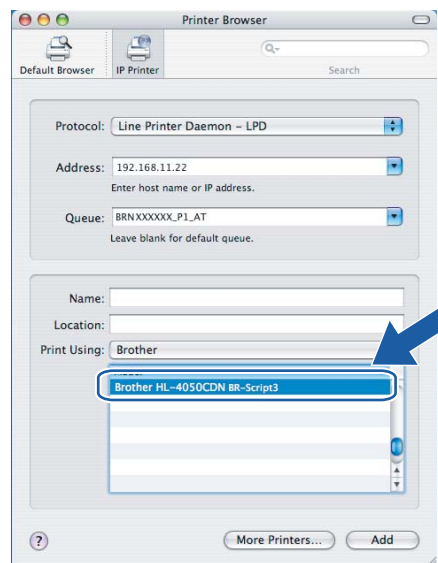 Printer Browser
Default Browser
IP Printer
Search
Protocol: Line Printer Daemon – LPD
Address: 192.168.11.22
Enter host name or IP address.
Queue: BRNXXXXXX_P1_AT
Leave blank for default queue.
Name:
Location:
Print Using: Brother
Brother HL-4050CDN BR-Script3
? More Printers... Add